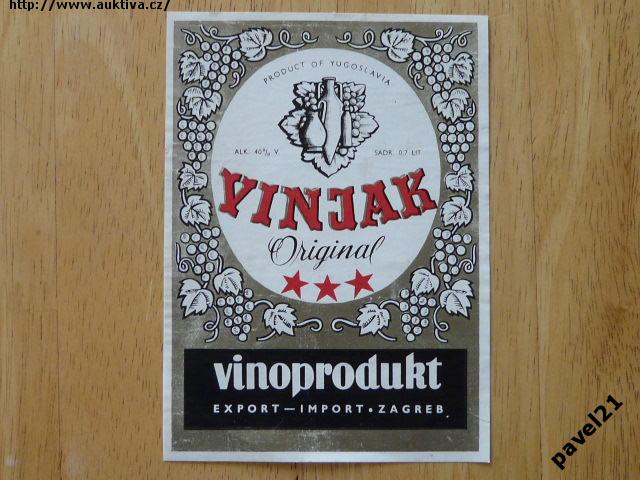 http://www.auktiva.cz/
PRODUCT OF YUGOSLAVIA
ALK. 40% V. SADR. 0.7 LIT
VINJAK
Original
vinoprodukt
EXPORT—IMPORT•ZAGREB
pavel21